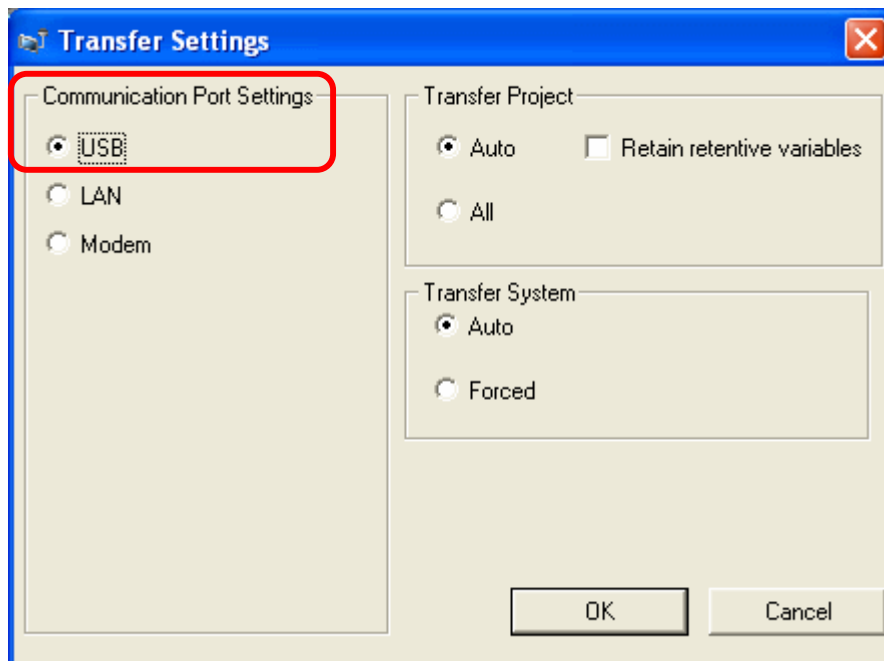 Transfer Settings
Communication Port Settings
USB
LAN
Modem
Transfer Project
Auto
Retain retentive variables
All
Transfer System
Auto
Forced
OK
Cancel